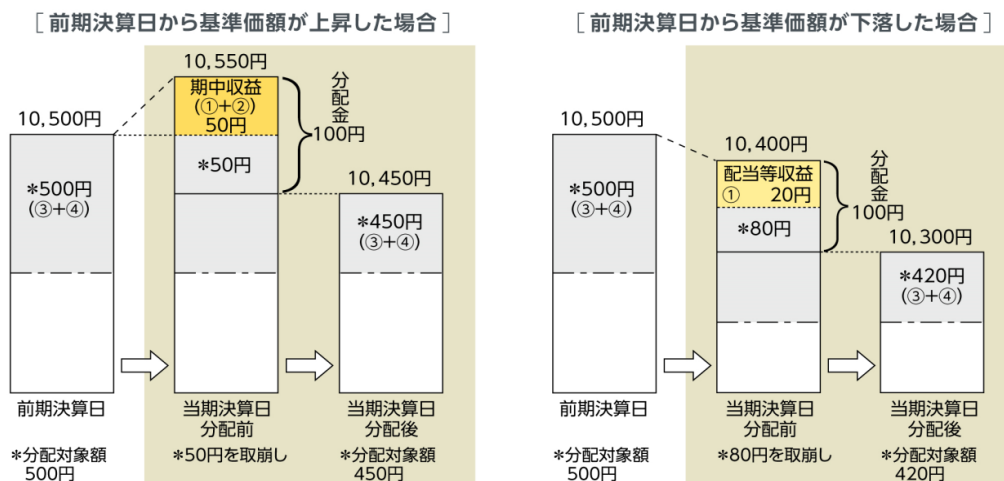 ［前期決算日から基準価額が上昇した場合］
10,500円
*500円
(③+④)
前期決算日
*分配対象額
500円
10,550円
期中収益
(①+②)
50円
*50円
分配金
100円
当期決算日
分配前
*50円を取崩し
10,450円
*450円
(③+④)
当期決算日
分配後
*分配対象額
450円
［前期決算日から基準価額が下落した場合］
10,500円
*500円
(③+④)
前期決算日
*分配対象額
500円
10,400円
配当等収益
① 20円
*80円
分配金
100円
当期決算日
分配前
*80円を取崩し
10,300円
*420円
(③+④)
当期決算日
分配後
*分配対象額
420円